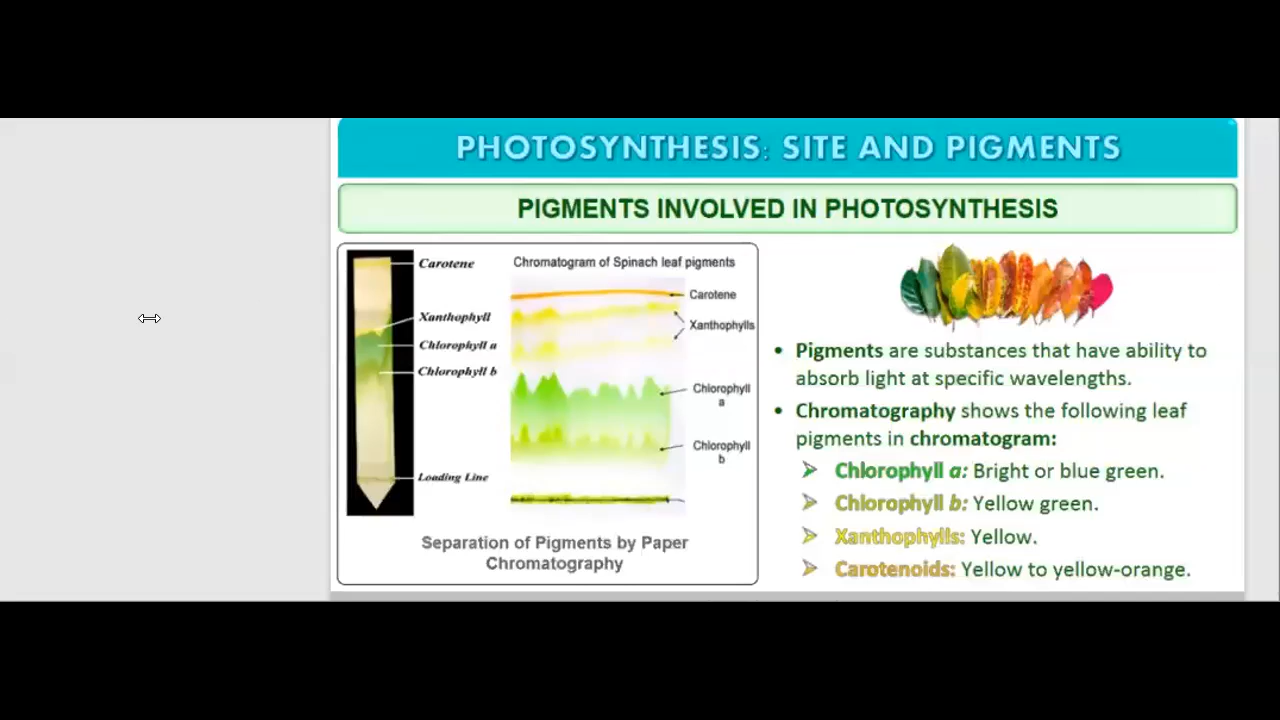 PHOTOSYNTHESIS: SITE AND PIGMENTS
PIGMENTS INVOLVED IN PHOTOSYNTHESIS
Carotene
Xanthophyll
Chlorophyll a
Chlorophyll b
Loading Line
Chromatogram of Spinach leaf pigments
Carotene
Xanthophylls
Chlorophyll
a
Chlorophyll
b
Separation of Pigments by Paper
Chromatography
• Pigments are substances that have ability to
absorb light at specific wavelengths.
• Chromatography shows the following leaf
pigments in chromatogram:
Chlorophyll a: Bright or blue green.
Chlorophyll b: Yellow green.
Xanthophylls: Yellow.
Carotenoids: Yellow to yellow-orange.